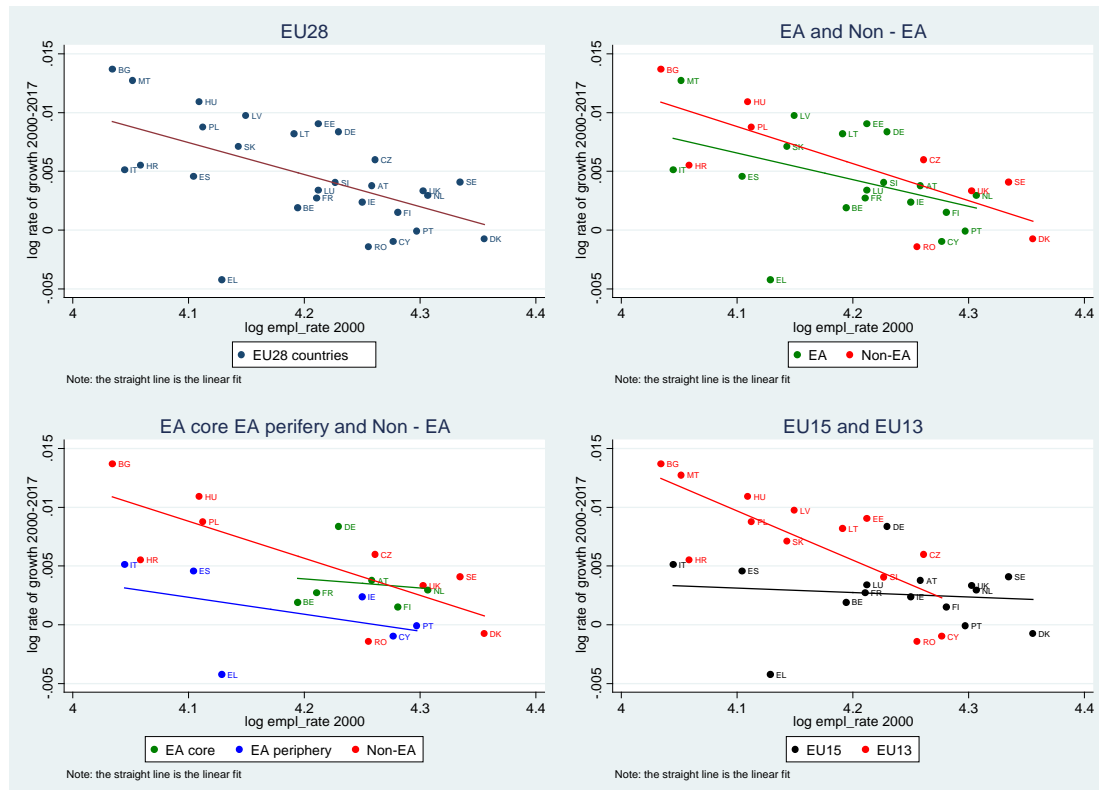 EU28
log rate of growth 2000-2017
.015
.01
.005
0
-.005
BG
MT
HU
LV
PL
EE
LT
DE
SK
CZ
HR
IT
ES
SI
AT
SE
LU
UK
NL
FR
IE
BE
FI
PT
DK
CY
RO
EL
4
4.1
4.2
4.3
4.4
log empl_rate 2000
EU28 countries
Note: the straight line is the linear fit
EA and Non - EA
log rate of growth 2000-2017
.015
.01
.005
0
-.005
BG
MT
HU
LV
PL
EE
LT
DE
SK
CZ
HR
IT
ES
SI
AT
SE
LU
UK
NL
FR
IE
BE
FI
PT
DK
CY
RO
EL
4
4.1
4.2
4.3
4.4
log empl_rate 2000
EA
Non-EA
Note: the straight line is the linear fit
EA core EA perifery and Non - EA
log rate of growth 2000-2017
.015
.01
.005
0
-.005
BG
HU
PL
DE
CZ
HR
IT
ES
AT
SE
UK
NL
FR
IE
BE
FI
PT
DK
CY
RO
EL
4
4.1
4.2
4.3
4.4
log empl_rate 2000
EA core
EA periphery
Non-EA
Note: the straight line is the linear fit
EU15 and EU13
log rate of growth 2000-2017
.015
.01
.005
0
-.005
BG
MT
HU
LV
PL
EE
LT
DE
SK
CZ
HR
IT
ES
SI
AT
SE
LU
UK
NL
FR
IE
BE
FI
PT
DK
CY
RO
EL
4
4.1
4.2
4.3
4.4
log empl_rate 2000
EU15
EU13
Note: the straight line is the linear fit